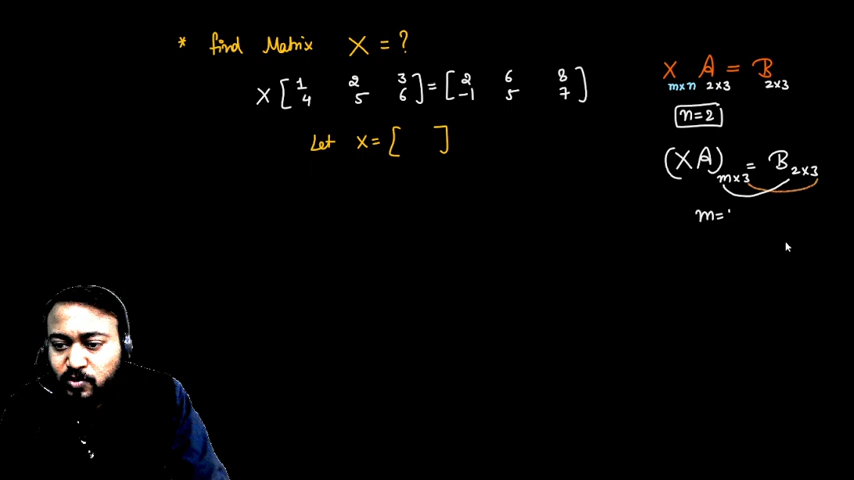 * find Matrix X = ?
X [ 1 2 3 ] = [ 2 6 8 ]
4 5 6 -1 5 7
Let X = [ ]
X A = B
m×n 2×3 2×3
n=2
(XA) m×3 = B 2×3
m=